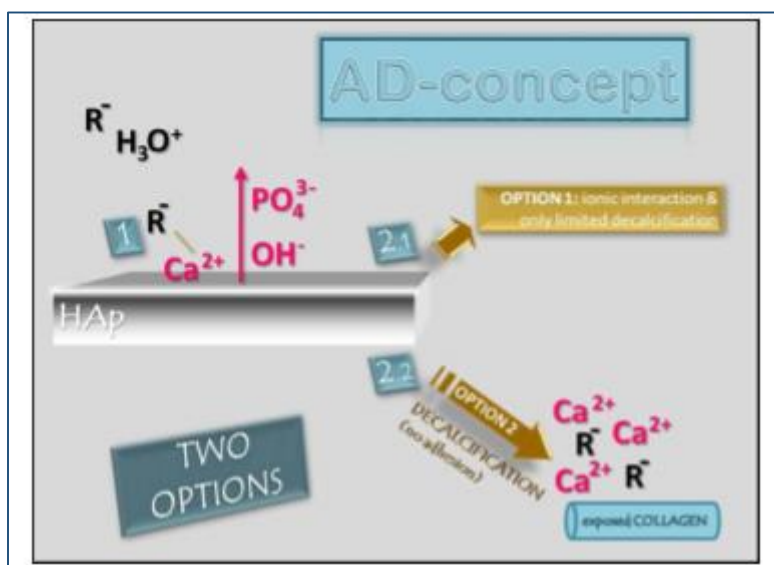 AD-concept
R⁻
H₃O⁺
1
R⁻
Ca²⁺
PO₄³⁻
OH⁻
HAp
2.1
OPTION 1: ionic interaction &
only limited decalcification
2.2
OPTION 2
DECALCIFICATION
(no adhesion)
TWO
OPTIONS
Ca²⁺
R⁻ Ca²⁺
Ca²⁺ R⁻
exposed COLLAGEN